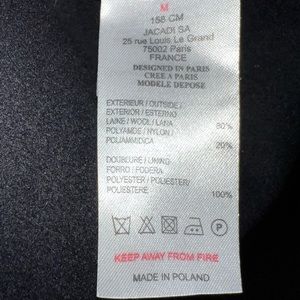 M
158 CM
JACADI SA
25 rue Louis Le Grand
75002 Paris
FRANCE
DESIGNED IN PARIS
CREE A PARIS
MODELE DEPOSE
EXTERIEUR / OUTSIDE /
EXTERIOR / ESTERNO
LAINE / WOOL / LANA 80%
POLYAMIDE / NYLON /
POLIAMMIDICA 20%
DOUBLURE / LINING
FORRO / FODERA
POLYESTER / POLIESTER /
POLIESTERE 100%
P
KEEP AWAY FROM FIRE
MADE IN POLAND